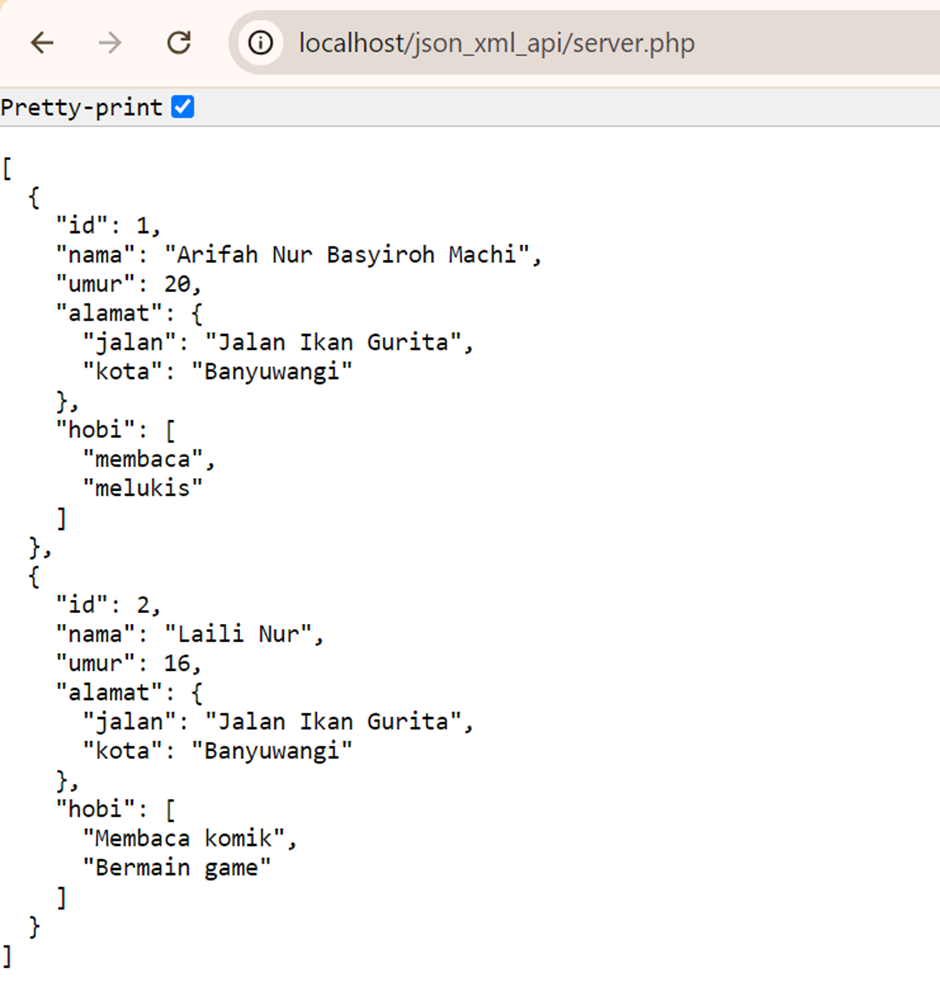 localhost/json_xml_api/server.php
Pretty-print
[
  {
    "id": 1,
    "nama": "Arifah Nur Basyiroh Machi",
    "umur": 20,
    "alamat": {
      "jalan": "Jalan Ikan Gurita",
      "kota": "Banyuwangi"
    },
    "hobi": [
      "membaca",
      "melukis"
    ]
  },
  {
    "id": 2,
    "nama": "Laili Nur",
    "umur": 16,
    "alamat": {
      "jalan": "Jalan Ikan Gurita",
      "kota": "Banyuwangi"
    },
    "hobi": [
      "Membaca komik",
      "Bermain game"
    ]
  }
]